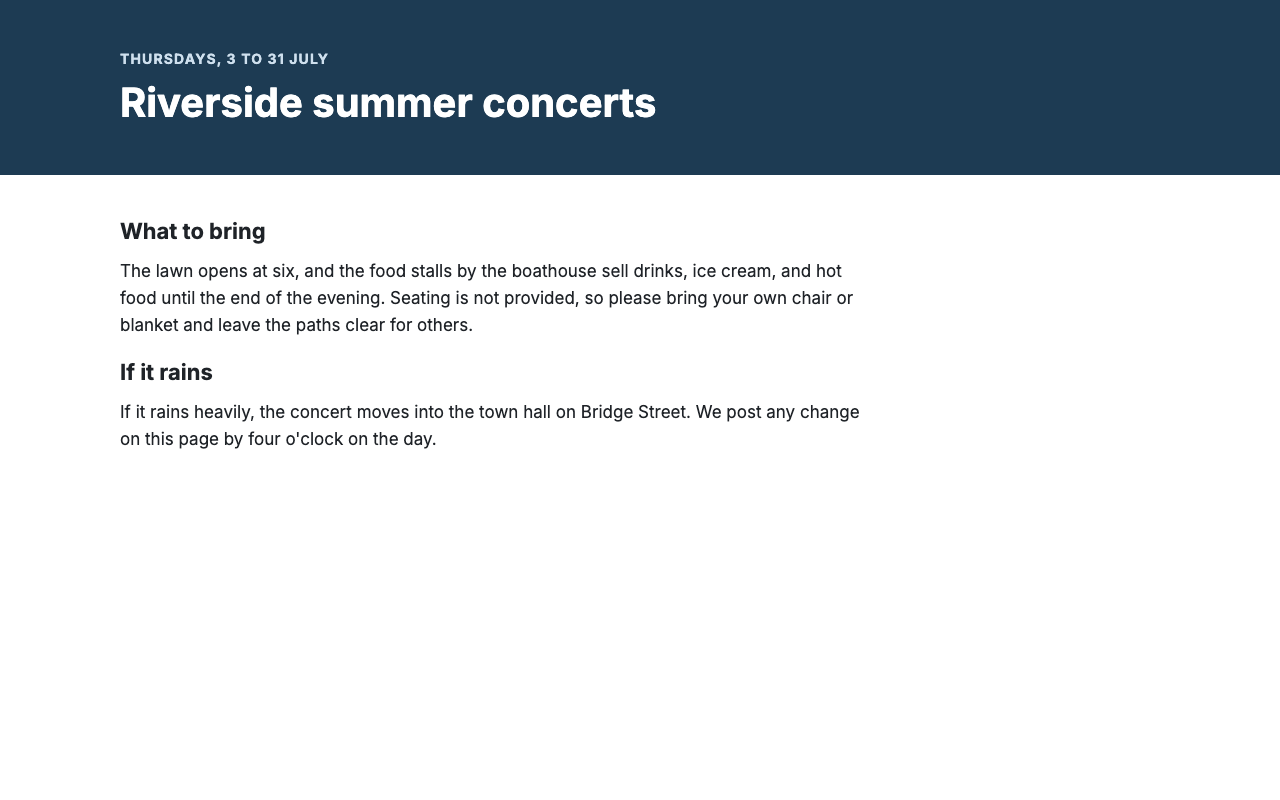 THURSDAYS, 3 TO 31 JULY
Riverside summer concerts
What to bring
The lawn opens at six, and the food stalls by the boathouse sell drinks, ice cream, and hot
food until the end of the evening. Seating is not provided, so please bring your own chair or
blanket and leave the paths clear for others.
If it rains
If it rains heavily, the concert moves into the town hall on Bridge Street. We post any change
on this page by four o'clock on the day.